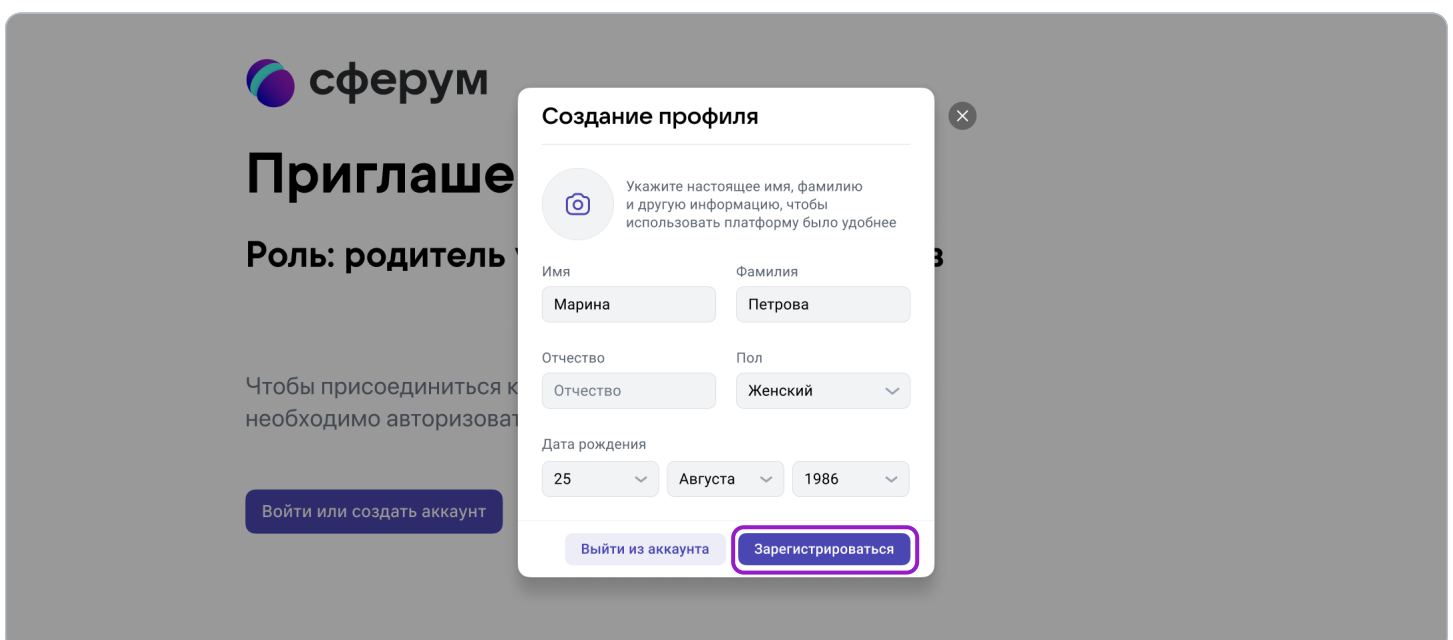 сферум
Создание профиля
Приглаше
Укажите настоящее имя, фамилию
и другую информацию, чтобы
использовать платформу было удобнее
Роль: родитель
в
Имя
Фамилия
Марина
Петрова
Отчество
Пол
Отчество
Женский
Чтобы присоединиться к
необходимо авторизоват
Дата рождения
25
Августа
1986
Войти или создать аккаунт
Выйти из аккаунта
Зарегистрироваться